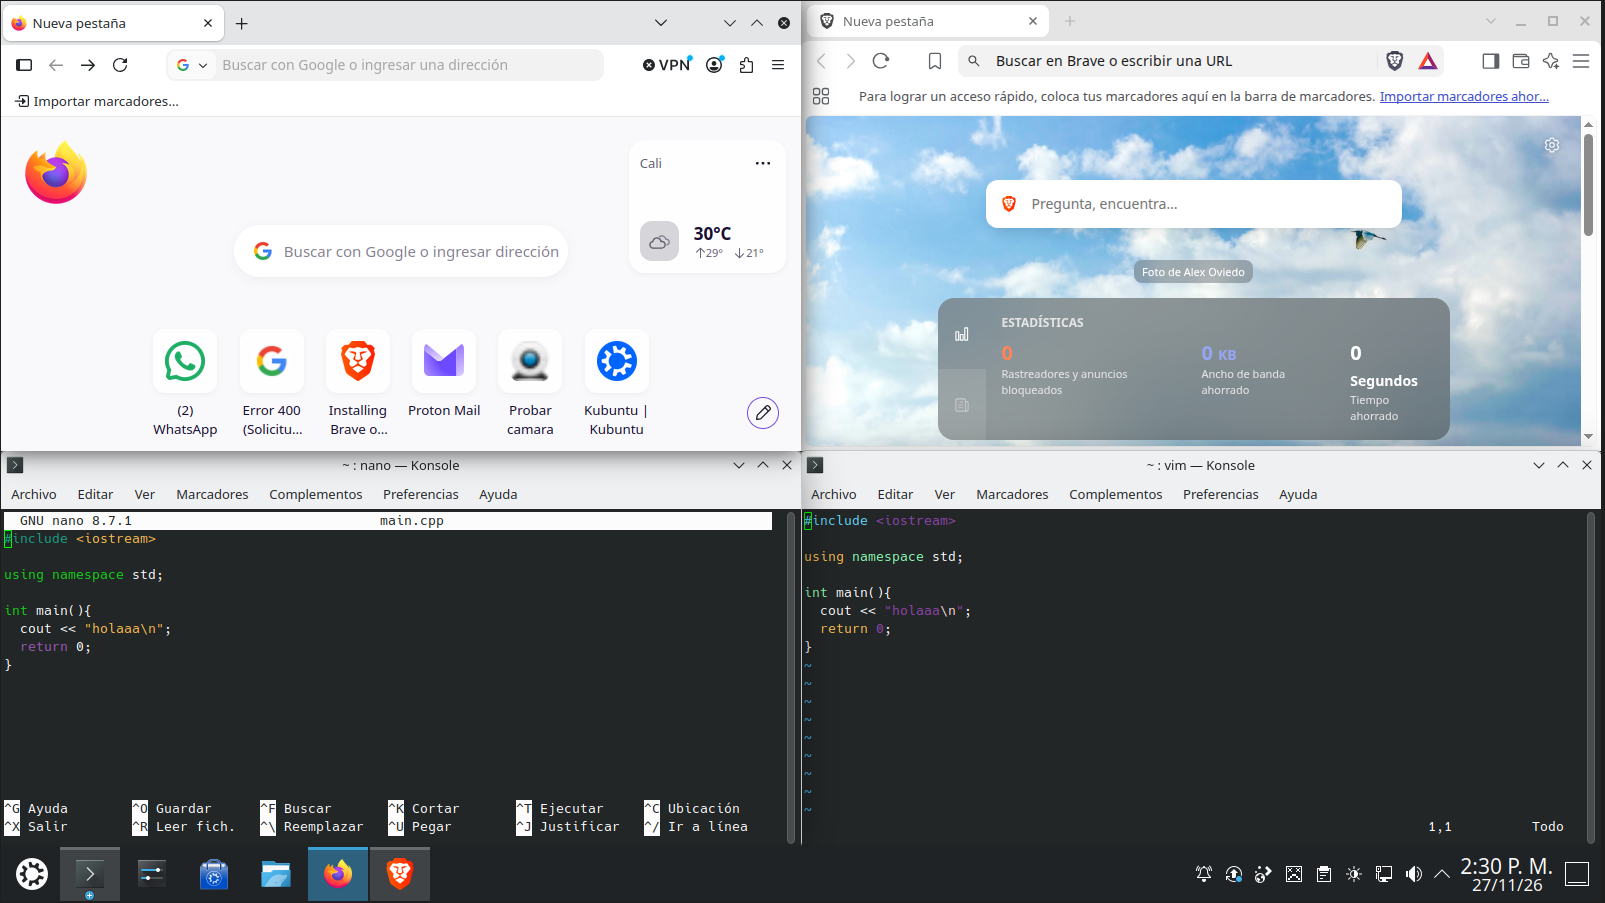 Nueva pestaña
VPN
Buscar con Google o ingresar una dirección
Importar marcadores...
Cali
30°C
↑29° ↓21°
Buscar con Google o ingresar dirección
(2)
WhatsApp
Error 400
(Solicitu...
Installing
Brave o...
Proton Mail
Probar
camara
Kubuntu |
Kubuntu
Nueva pestaña
Buscar en Brave o escribir una URL
Para lograr un acceso rápido, coloca tus marcadores aquí en la barra de marcadores. Importar marcadores ahor...
Pregunta, encuentra...
Foto de Alex Oviedo
ESTADÍSTICAS
0
Rastreadores y anuncios
bloqueados
0 KB
Ancho de banda
ahorrado
0
Segundos
Tiempo
ahorrado
~ : nano — Konsole
Archivo Editar Ver Marcadores Complementos Preferencias Ayuda
GNU nano 8.7.1 main.cpp
#include <iostream>
using namespace std;
int main(){
cout << "holaaa\n";
return 0;
}
^G Ayuda ^O Guardar ^F Buscar ^K Cortar ^T Ejecutar ^C Ubicación
^X Salir ^R Leer fich. ^\ Reemplazar ^U Pegar ^J Justificar ^/ Ir a línea
~ : vim — Konsole
Archivo Editar Ver Marcadores Complementos Preferencias Ayuda
#include <iostream>
using namespace std;
int main(){
cout << "holaaa\n";
return 0;
}
~
~
~
~
~
~
~
~
~
1,1 Todo
2:30 P. M.
27/11/26